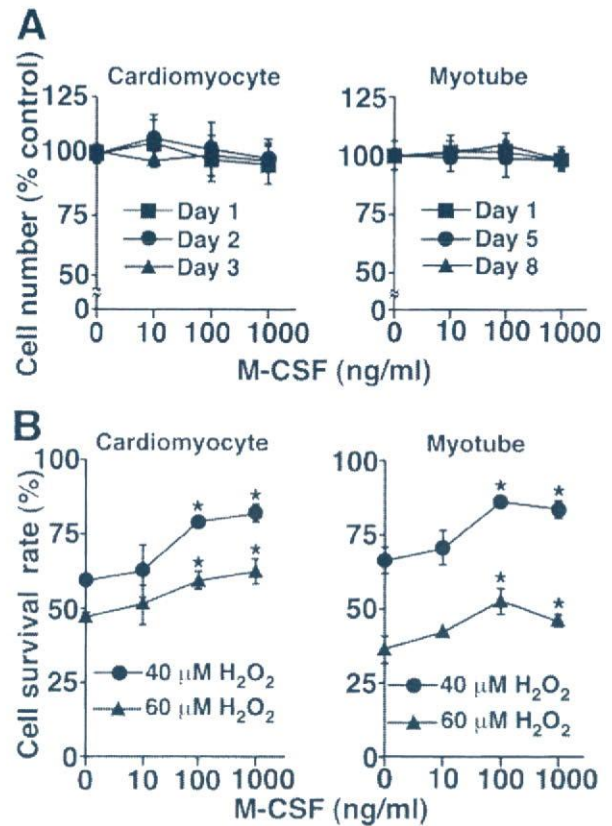 A
Cardiomyocyte
Myotube
Cell number (% control)
125
100
75
50
0
Day 1
Day 2
Day 3
0 10 100 1000
125
100
75
50
0
Day 1
Day 5
Day 8
0 10 100 1000
M-CSF (ng/ml)
B
Cardiomyocyte
Myotube
Cell survival rate (%)
100
75
50
25
0
* *
* *
40 μM H₂O₂
60 μM H₂O₂
0 10 100 1000
100
75
50
25
0
* *
* *
40 μM H₂O₂
60 μM H₂O₂
0 10 100 1000
M-CSF (ng/ml)